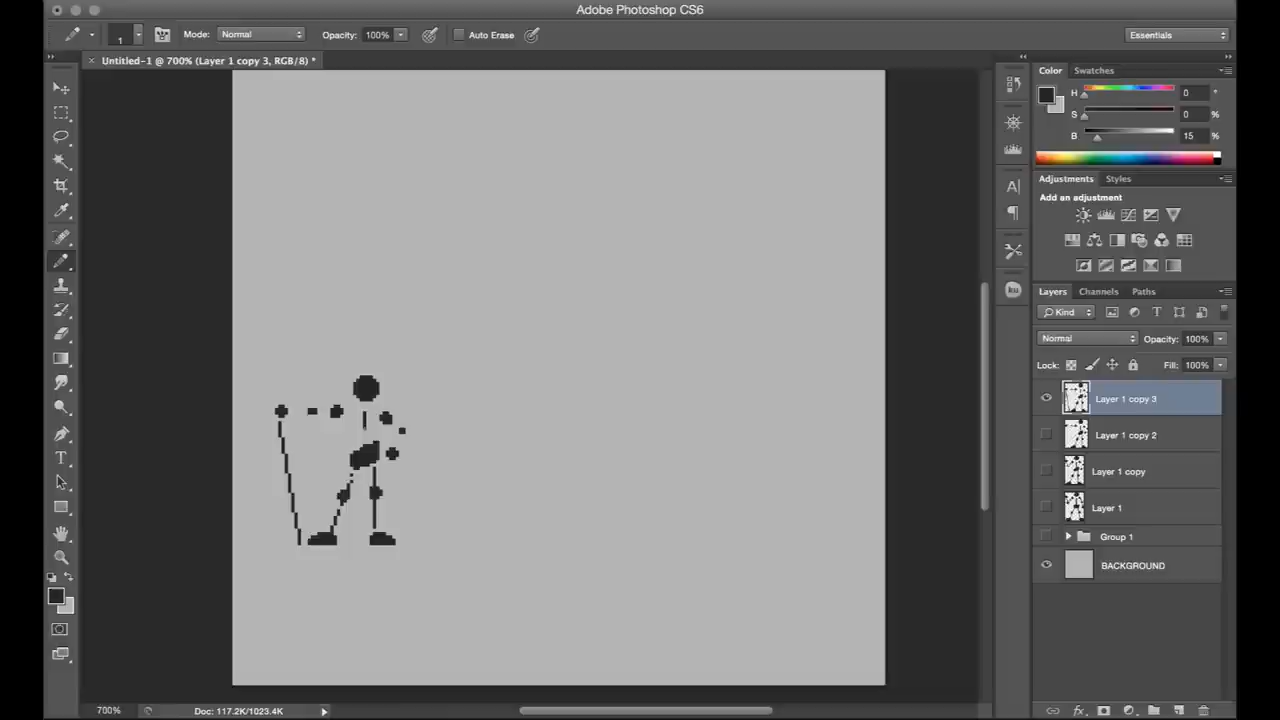 Adobe Photoshop CS6
1 Mode: Normal Opacity: 100% Auto Erase Essentials
Untitled-1 @ 700% (Layer 1 copy 3, RGB/8) *
Color Swatches
H 0 °
S 0 %
B 15 %
Adjustments Styles
Add an adjustment
Layers Channels Paths
Kind
Normal Opacity: 100%
Lock: Fill: 100%
Layer 1 copy 3
Layer 1 copy 2
Layer 1 copy
Layer 1
Group 1
BACKGROUND
700% Doc: 117.2K/1023.4K